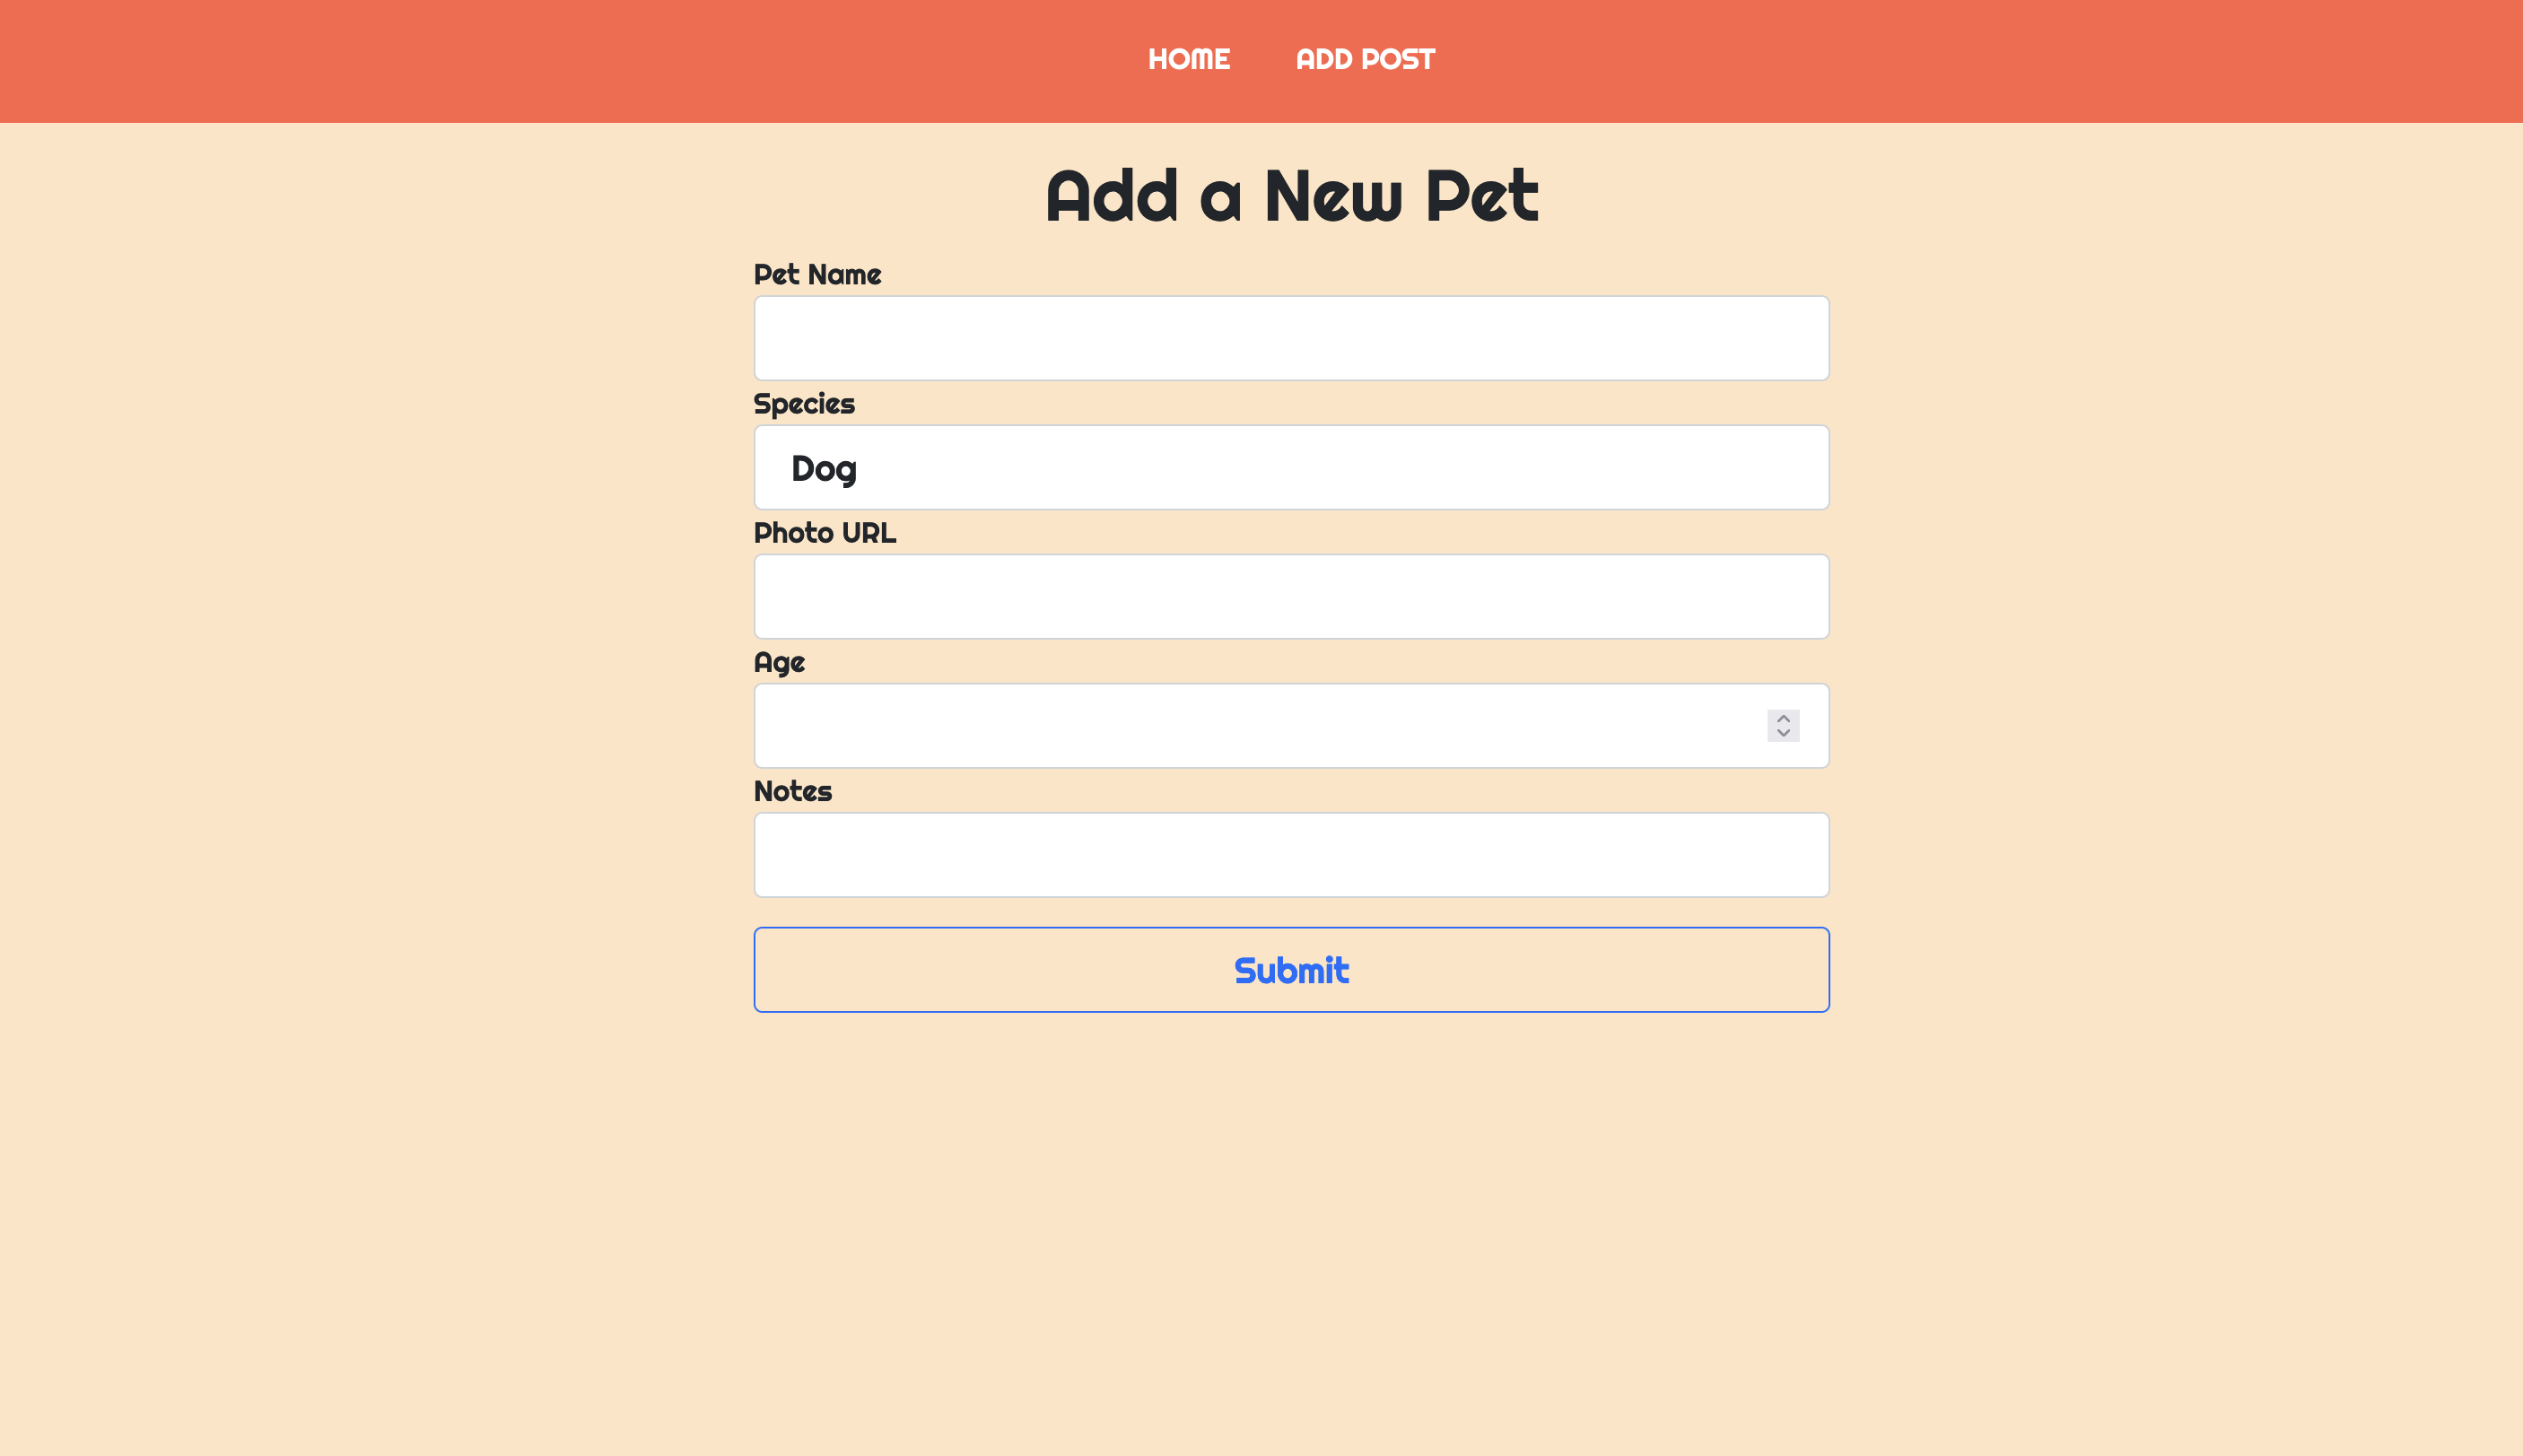 HOME ADD POST
Add a New Pet
Pet Name
Species
Dog
Photo URL
Age
Notes
Submit